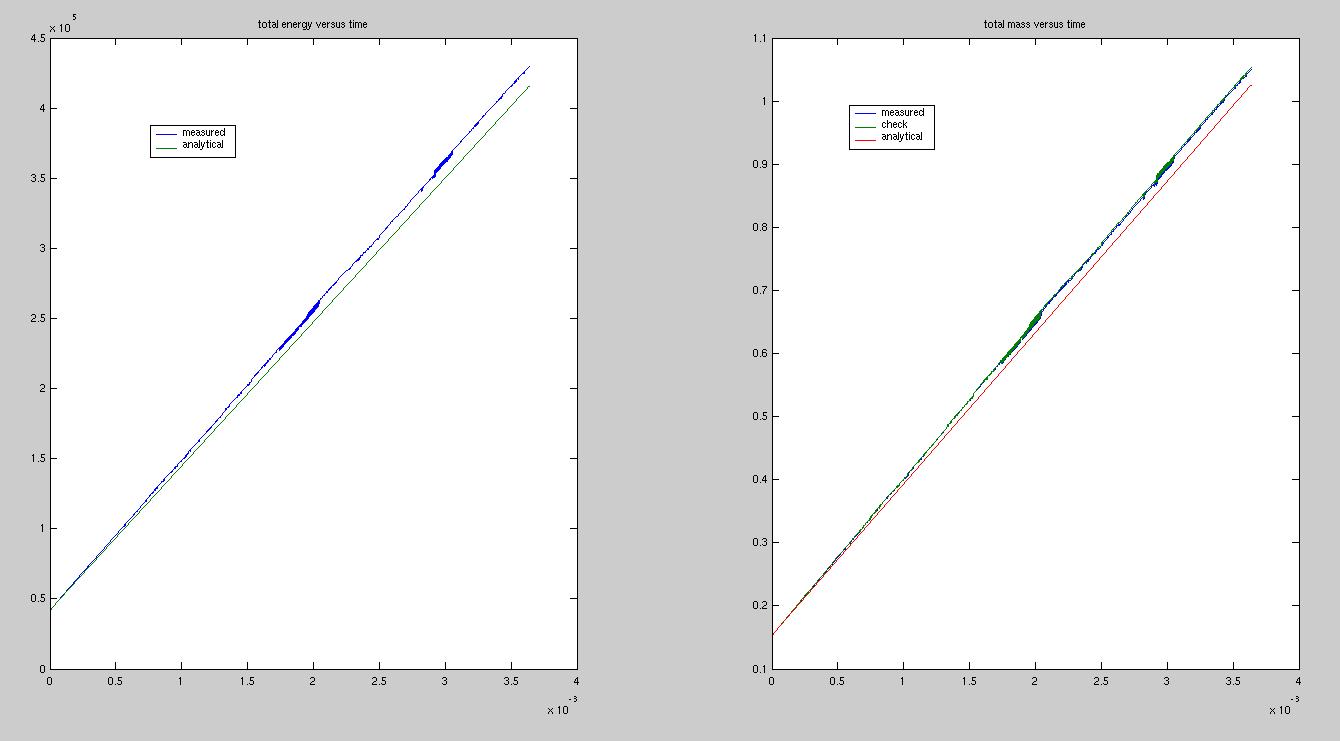 total energy versus time
x 10^5
4.5
4
3.5
3
2.5
2
1.5
1
0.5
0
measured
analytical
0 0.5 1 1.5 2 2.5 3 3.5 4
x 10^-3
total mass versus time
1.1
1
0.9
0.8
0.7
0.6
0.5
0.4
0.3
0.2
0.1
measured
check
analytical
0 0.5 1 1.5 2 2.5 3 3.5 4
x 10^-3